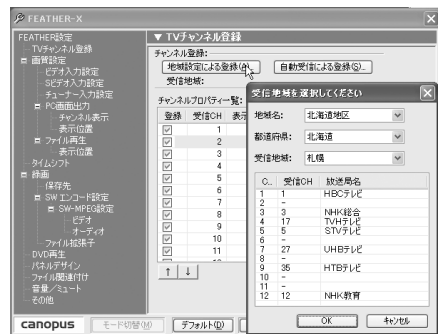 FEATHER-X
FEATHER設定
TVチャンネル登録
画質設定
ビデオ入力設定
Sビデオ入力設定
チューナー入力設定
PC画面出力
チャンネル表示
表示位置
ファイル再生
表示位置
タイムシフト
録画
保存先
SWエンコード設定
SW-MPEG設定
ビデオ
オーディオ
ファイル拡張子
DVD再生
パネルデザイン
ファイル関連付け
音量/ミュート
その他
▼ TVチャンネル登録
チャンネル登録:
地域設定による登録(A)...
自動受信による登録(S)...
受信地域:
チャンネルプロパティ一覧:
登録 受信CH 表示
1
2
3
4
5
6
7
8
9
10
11
↑ ↓
受信地域を選択してください
地域名: 北海道地区
都道府県: 北海道
受信地域: 札幌
C... 受信CH 放送局名
1 1 HBCテレビ
2 -
3 3 NHK総合
4 17 TVHテレビ
5 5 STVテレビ
6 -
7 27 UHBテレビ
8 -
9 35 HTBテレビ
10 -
11 -
12 12 NHK教育
OK キャンセル
canopus モード切替(M) デフォルト(D)